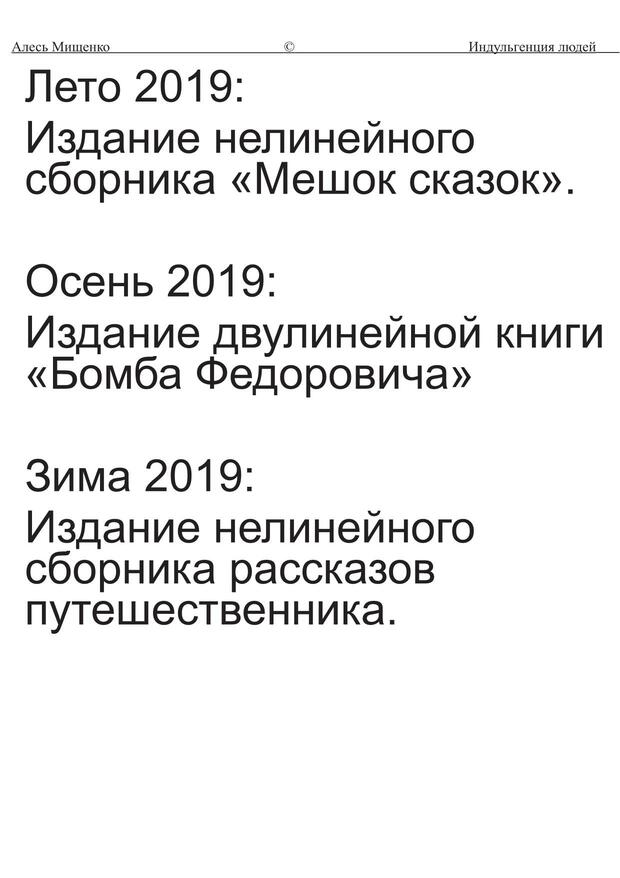 Алесь Мищенко © Индульгенция людей
Лето 2019:
Издание нелинейного
сборника «Мешок сказок».
Осень 2019:
Издание двулинейной книги
«Бомба Федоровича»
Зима 2019:
Издание нелинейного
сборника рассказов
путешественника.